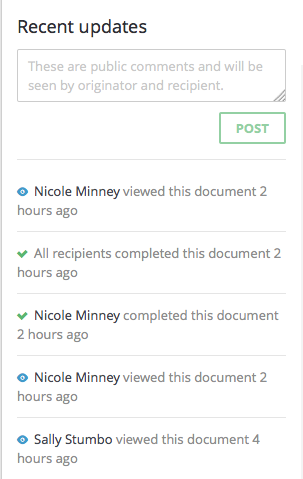 Recent updates
These are public comments and will be
seen by originator and recipient.
POST
Nicole Minney viewed this document 2
hours ago
All recipients completed this document 2
hours ago
Nicole Minney completed this document
2 hours ago
Nicole Minney viewed this document 2
hours ago
Sally Stumbo viewed this document 4
hours ago